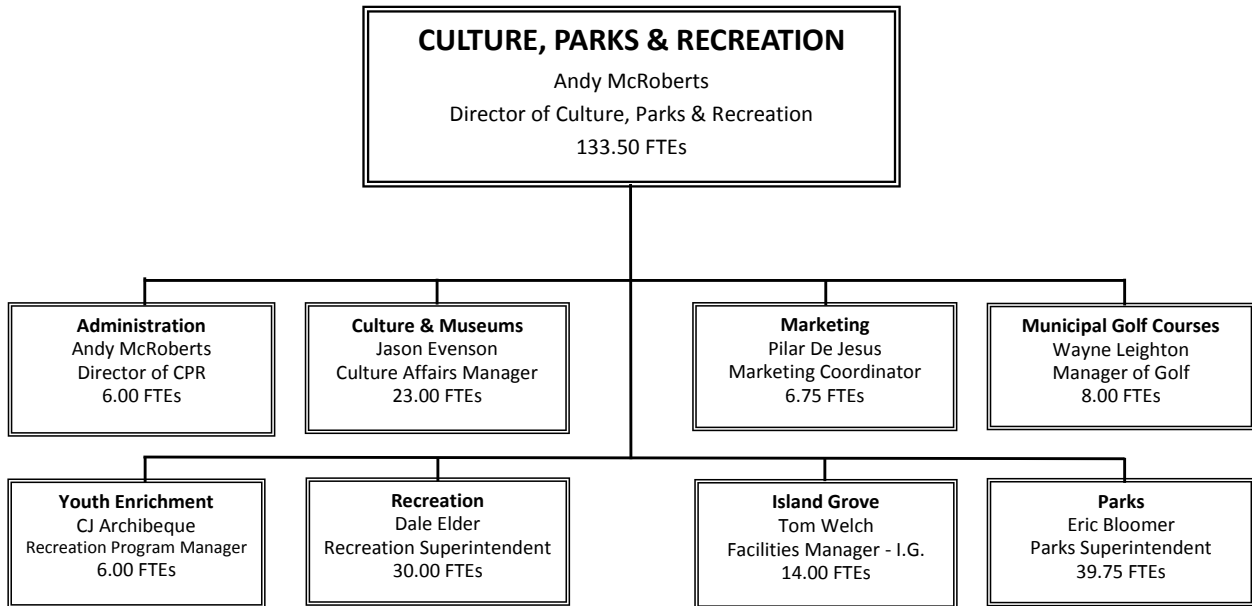 CULTURE, PARKS & RECREATION
Andy McRoberts
Director of Culture, Parks & Recreation
133.50 FTEs
Administration
Andy McRoberts
Director of CPR
6.00 FTEs
Culture & Museums
Jason Evenson
Culture Affairs Manager
23.00 FTEs
Marketing
Pilar De Jesus
Marketing Coordinator
6.75 FTEs
Municipal Golf Courses
Wayne Leighton
Manager of Golf
8.00 FTEs
Youth Enrichment
CJ Archibeque
Recreation Program Manager
6.00 FTEs
Recreation
Dale Elder
Recreation Superintendent
30.00 FTEs
Island Grove
Tom Welch
Facilities Manager - I.G.
14.00 FTEs
Parks
Eric Bloomer
Parks Superintendent
39.75 FTEs